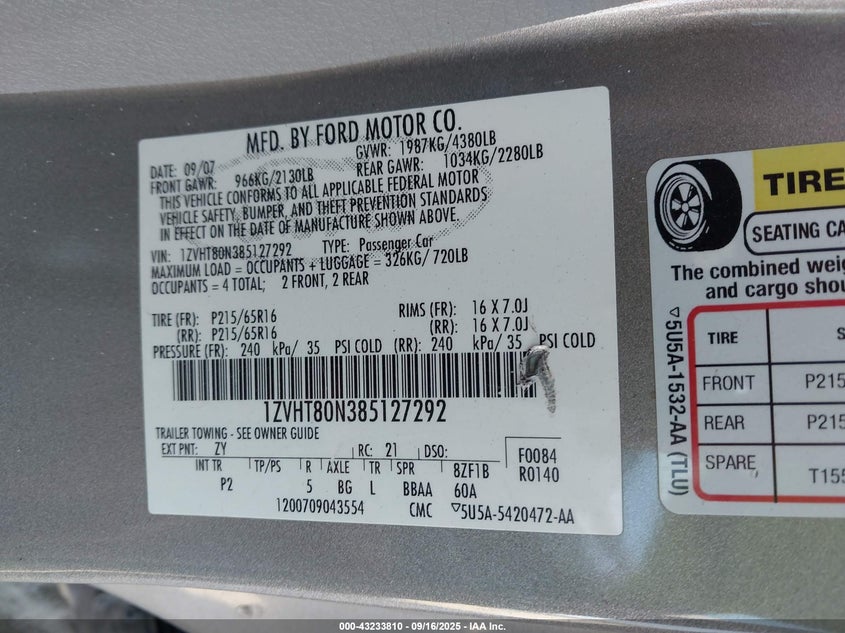 MFD. BY FORD MOTOR CO.
DATE: 09/07 GVWR: 1987KG/4380LB
FRONT GAWR: 966KG/2130LB REAR GAWR: 1034KG/2280LB
THIS VEHICLE CONFORMS TO ALL APPLICABLE FEDERAL MOTOR
VEHICLE SAFETY, BUMPER, AND THEFT PREVENTION STANDARDS
IN EFFECT ON THE DATE OF MANUFACTURE SHOWN ABOVE.
VIN: 1ZVHT80N385127292 TYPE: Passenger Car
MAXIMUM LOAD = OCCUPANTS + LUGGAGE = 326KG/ 720LB
OCCUPANTS = 4 TOTAL; 2 FRONT, 2 REAR
TIRE (FR): P215/65R16 RIMS (FR): 16 X 7.0J
(RR): P215/65R16 (RR): 16 X 7.0J
PRESSURE (FR): 240 kPa/ 35 PSI COLD (RR): 240 kPa/ 35 PSI COLD
1ZVHT80N385127292
TRAILER TOWING - SEE OWNER GUIDE
EXT PNT: ZY RC: 21 DSO: F0084
INT TR TP/PS R AXLE TR SPR 8ZF1B R0140
P2 5 BG L BBAA 60A
1200709043554 CMC ▽5U5A-5420472-AA
TIRE
SEATING CA
The combined weig
and cargo shou
TIRE S
FRONT P215
REAR P215
SPARE T155
▽5U5A-1532-AA (TLU)
000-43233810 - 09/16/2025 - IAA Inc.